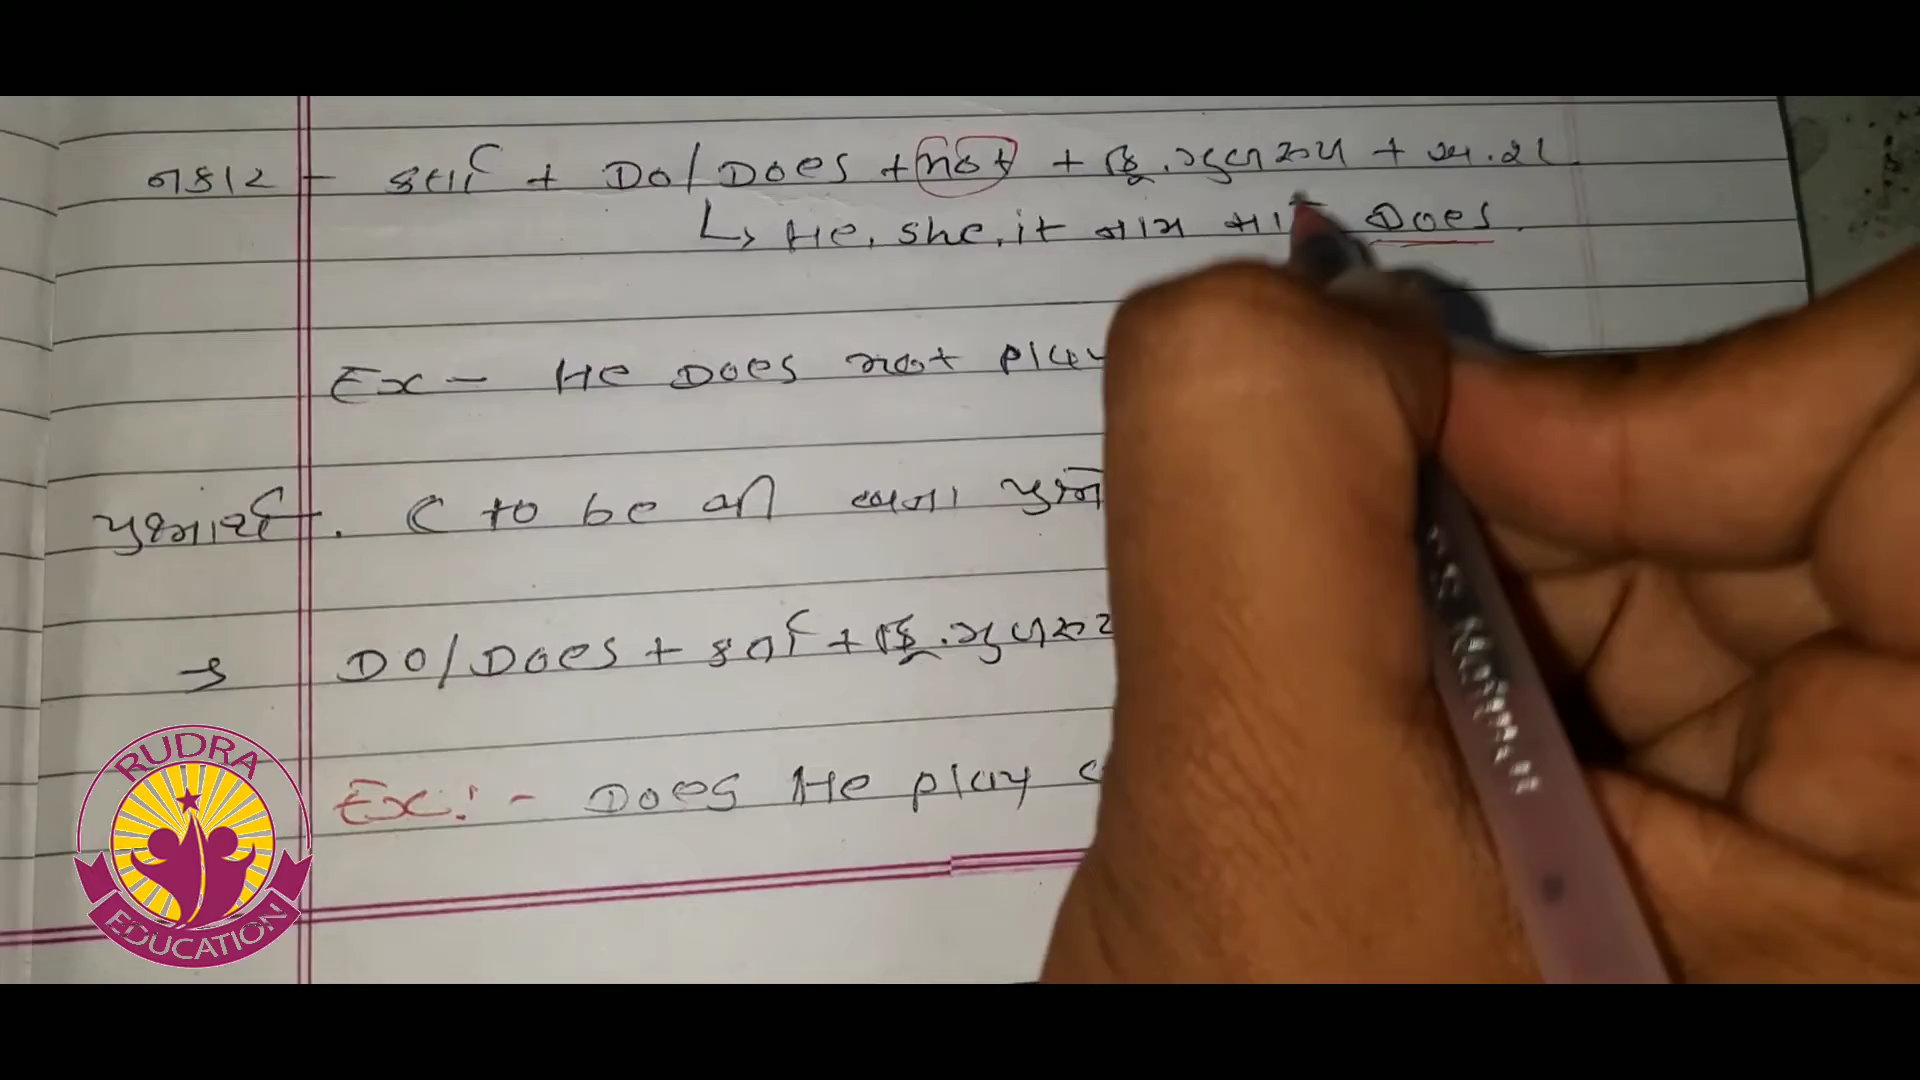 નકાર - કર્તા + Do/Does + not + ક્રિ.મુળરૂપ + અ.શ.
↳ He, she, it નામ માટે Does.
Ex - He Does not play
પ્રશ્નાર્થ. ( to be ની
→ Do/Does + કર્તા + ક્રિ.મુળરૂ
Ex:- Does He play
RUDRA
EDUCATION